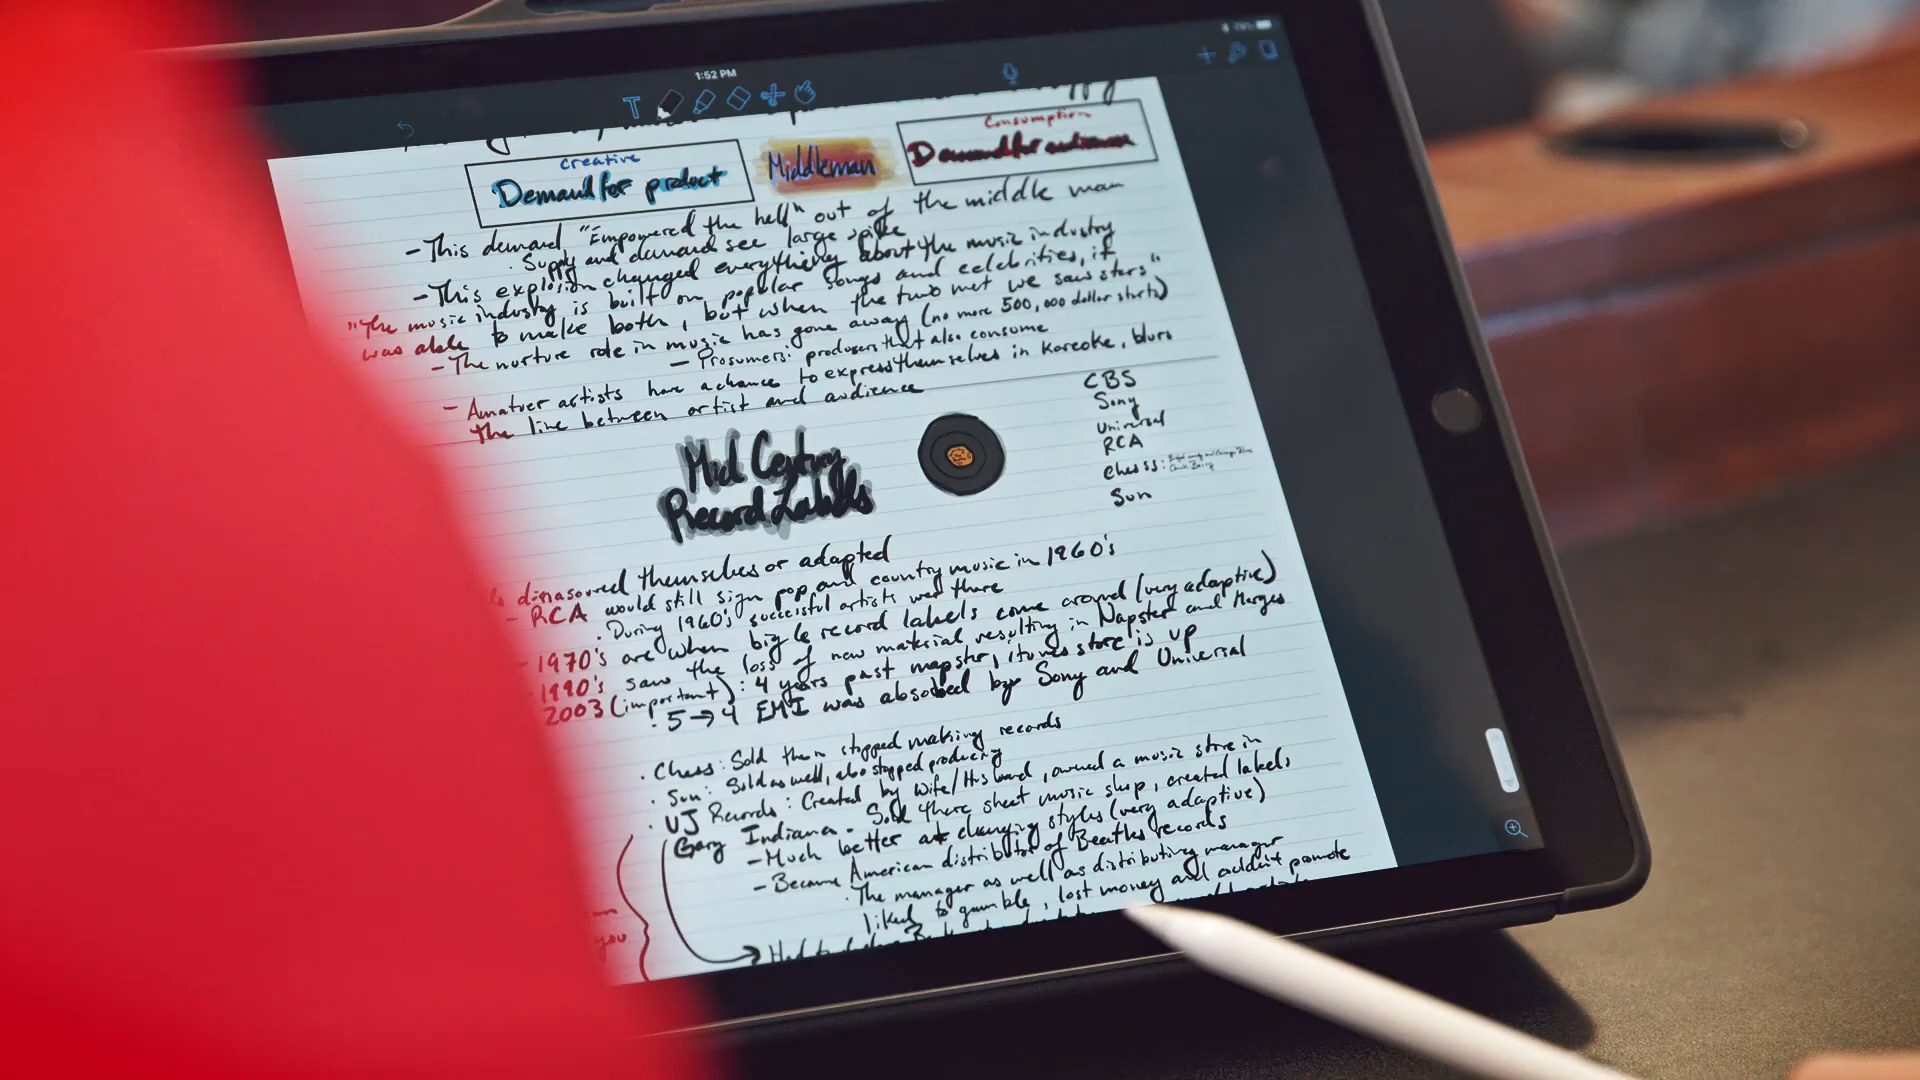 1:52 PM
creative
Demand for product
Middleman
Consumption
Demand for audience
- This demand "Empowered the hell" out of the middle man
· Supply and demand see large spike
- This explosion changed everything about the music industry
"The music industry is built on popular songs and celebrities, if
was able to make both, but when the two met we saw stars"
- The nurture role in music has gone away (no more 500,000 dollar starts)
- Prosumers: producers that also consume
- Amatuer artists have a chance to express themselves in Kareoke, blurs
the line between artist and audience
CBS
Sony
Universal
RCA
Chess:
Sun
Mid Century
Record Labels
dinasoured themselves or adapted
- RCA would still sign pop and country music in 1960's
· During 1960's successful artists were there
- 1970's are when big 6 record labels come around (very adaptive)
- 1990's saw the loss of new material resulting in Napster and Merges
2003 (important): 4 years past napster, itunes store is up
· 5 → 4 EMI was absorbed by Sony and Universal
· Chess: Sold then stopped making records
· Sun: Sold as well, also stopped producing
· VJ Records: Created by Wife/Husband, owned a music store in
Gary Indiana - Sold there sheet music shop, created labels
- Much better at changing styles (very adaptive)
- Became American distributor of Beatles records
· The manager as well as distributing manager
liked to gamble, lost money and couldn't promote
you